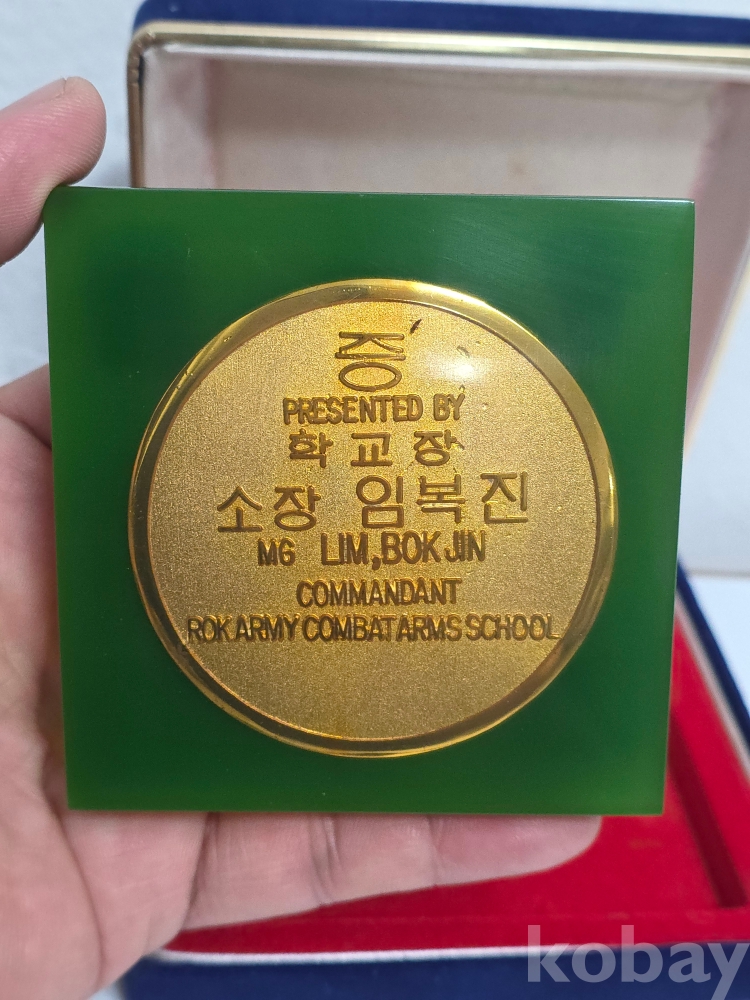 증
PRESENTED BY
학교장
소장 임복진
MG LIM,BOK JIN
COMMANDANT
ROK ARMY COMBAT ARMS SCHOOL
kobay